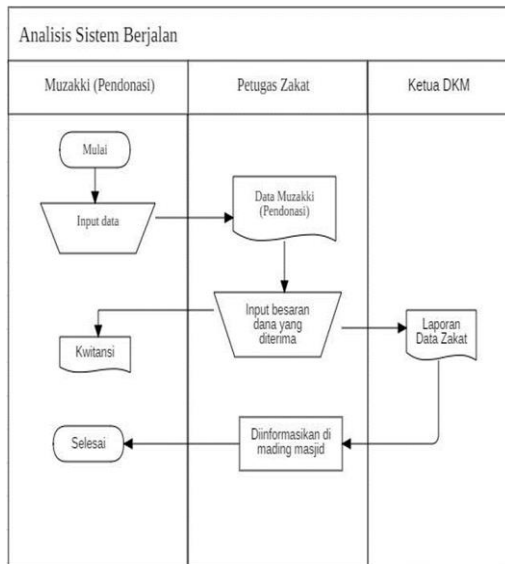 Analisis Sistem Berjalan
Muzakki (Pendonasi)
Petugas Zakat
Ketua DKM
Mulai
Input data
Data Muzakki
(Pendonasi)
Input besaran
dana yang
diterima
Kwitansi
Laporan
Data Zakat
Diinformasikan di
mading masjid
Selesai